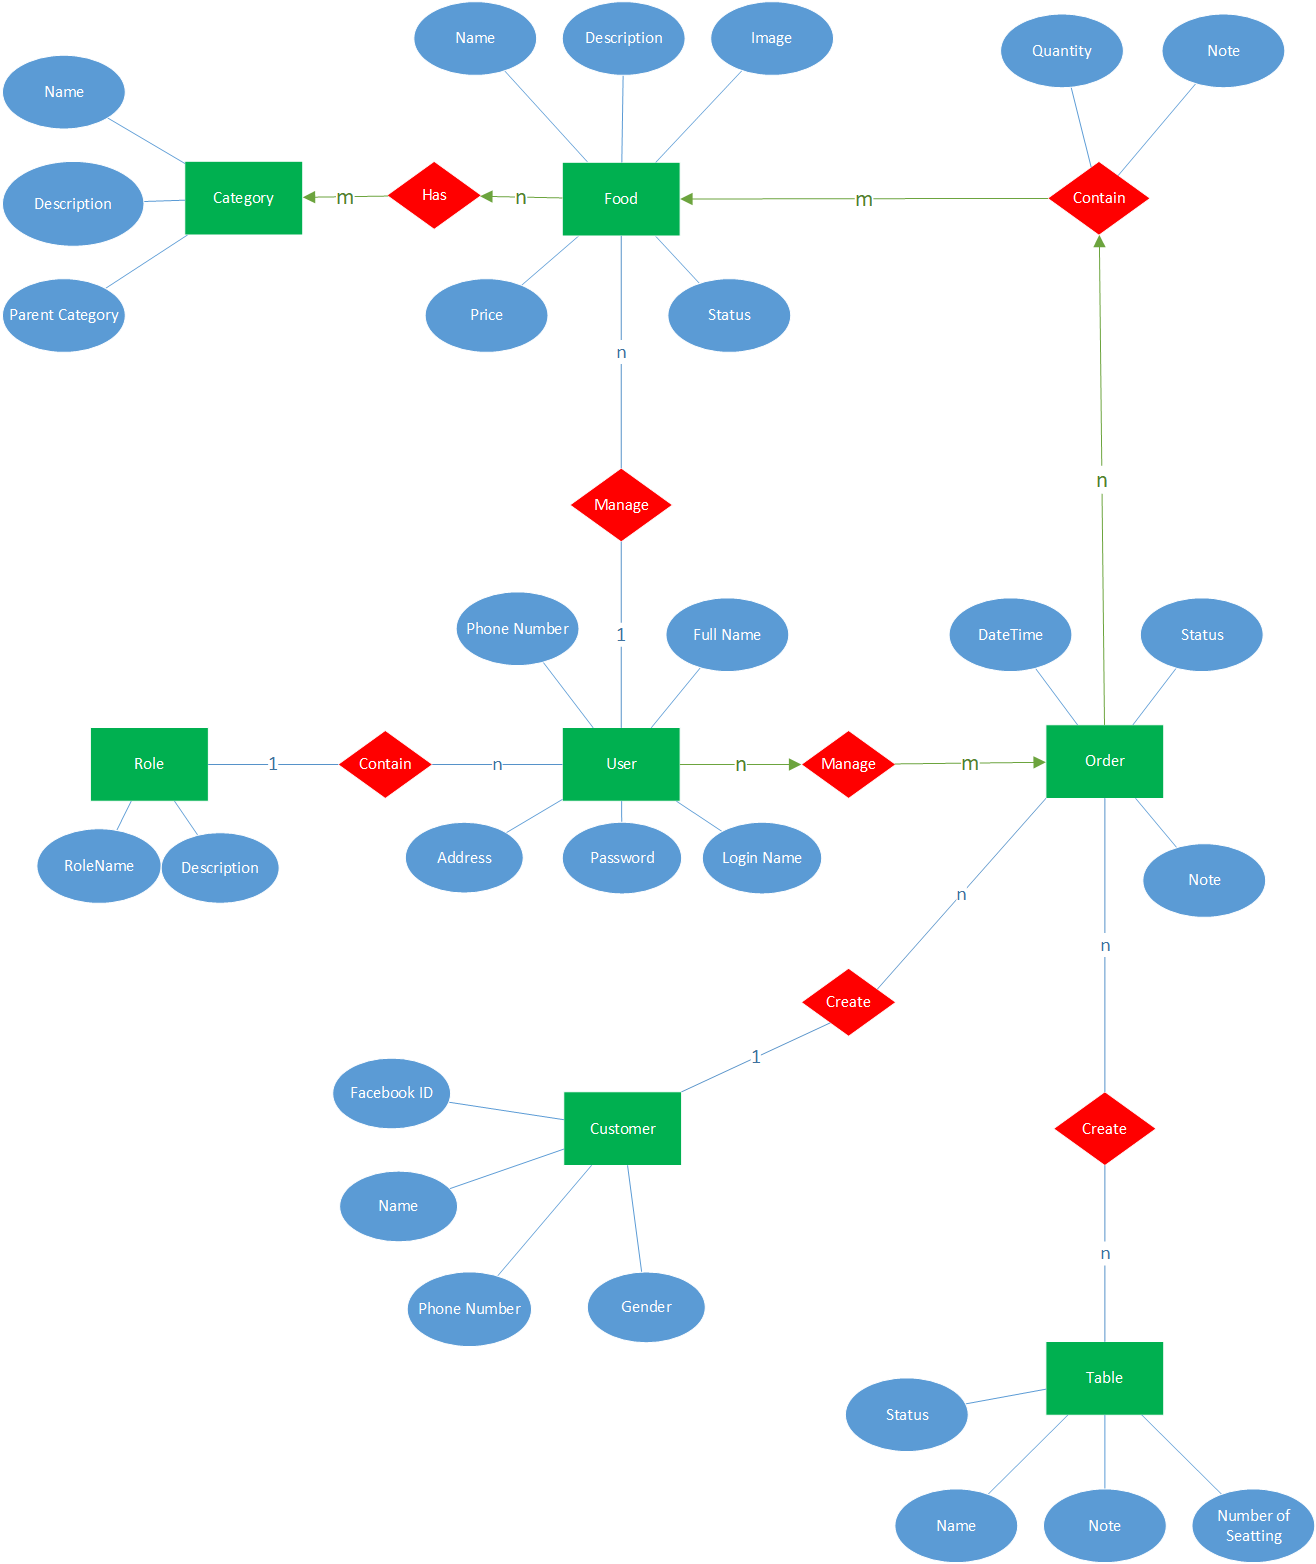 Name
Description
Image
Quantity
Note
Name
Description
Parent Category
Category
m
Has
n
Food
m
Contain
Price
Status
n
n
Manage
1
Phone Number
Full Name
DateTime
Status
Role
1
Contain
n
User
n
Manage
m
Order
RoleName
Description
Address
Password
Login Name
Note
n
n
Create
1
Facebook ID
Customer
Create
Name
n
Phone Number
Gender
Table
Status
Name
Note
Number of
Seatting